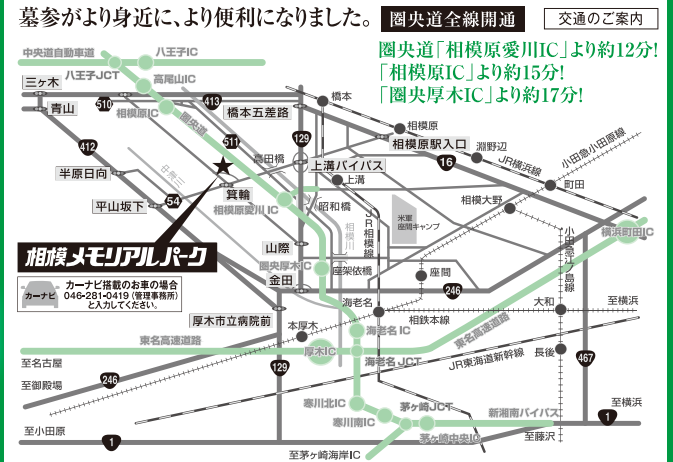 墓参がより身近に、より便利になりました。 圏央道全線開通 交通のご案内
圏央道「相模原愛川IC」より約12分!
「相模原IC」より約15分!
「圏央厚木IC」より約17分!
中央自動車道
八王子IC
八王子JCT
高尾山IC
三ヶ木
青山
510
相模原IC
圏央道
413
橋本五差路
橋本
相模原
相模原駅入口
淵野辺
JR横浜線
小田急小田原線
町田
16
412
511
129
高田橋
上溝バイパス
上溝
半原日向
中津川
箕輪
54
平山坂下
相模原愛川IC
昭和橋
相模川
JR相模線
米軍
座間キャンプ
相模大野
小田急江ノ島線
横浜町田IC
相模メモリアルパーク
山際
圏央厚木IC
座架依橋
座間
金田
246
カーナビ
カーナビ搭載のお車の場合
046・281・0419(管理事務所)
と入力してください。
厚木市立病院前
本厚木
海老名
相鉄本線
大和
至横浜
東名高速道路
海老名IC
東名高速道路
至名古屋
厚木IC
海老名JCT
JR東海道新幹線
長後
467
至御殿場
246
129
寒川北IC
茅ヶ崎JCT
新湘南バイパス
至横浜
1
寒川南IC
茅ヶ崎中央IC
至藤沢
至小田原
1
至茅ヶ崎海岸IC